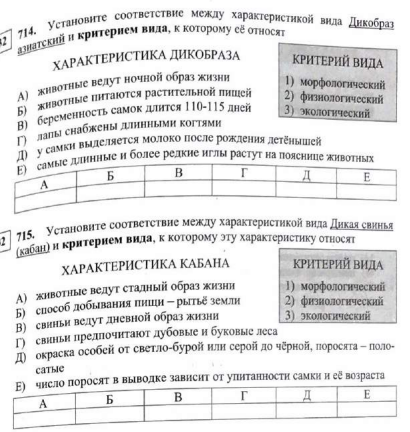 32
714. Установите соответствие между характеристикой вида Дикобраз
азиатский и критерием вида, к которому её относят
ХАРАКТЕРИСТИКА ДИКОБРАЗА
КРИТЕРИЙ ВИДА
А) животные ведут ночной образ жизни
Б) животные питаются растительной пищей
В) беременность самок длится 110-115 дней
Г) лапы снабжены длинными когтями
Д) у самки выделяется молоко после рождения детёнышей
Е) самые длинные и более редкие иглы растут на пояснице животных
1) морфологический
2) физиологический
3) экологический
А Б В Г Д Е
715. Установите соответствие между характеристикой вида Дикая свинья
(кабан) и критерием вида, к которому эту характеристику относят
ХАРАКТЕРИСТИКА КАБАНА
КРИТЕРИЙ ВИДА
А) животные ведут стадный образ жизни
Б) способ добывания пищи – рытьё земли
В) свиньи ведут дневной образ жизни
Г) свиньи предпочитают дубовые и буковые леса
Д) окраска особей от светло-бурой или серой до чёрной, поросята – поло-
сатые
Е) число поросят в выводке зависит от упитанности самки и её возраста
1) морфологический
2) физиологический
3) экологический
А Б В Г Д Е